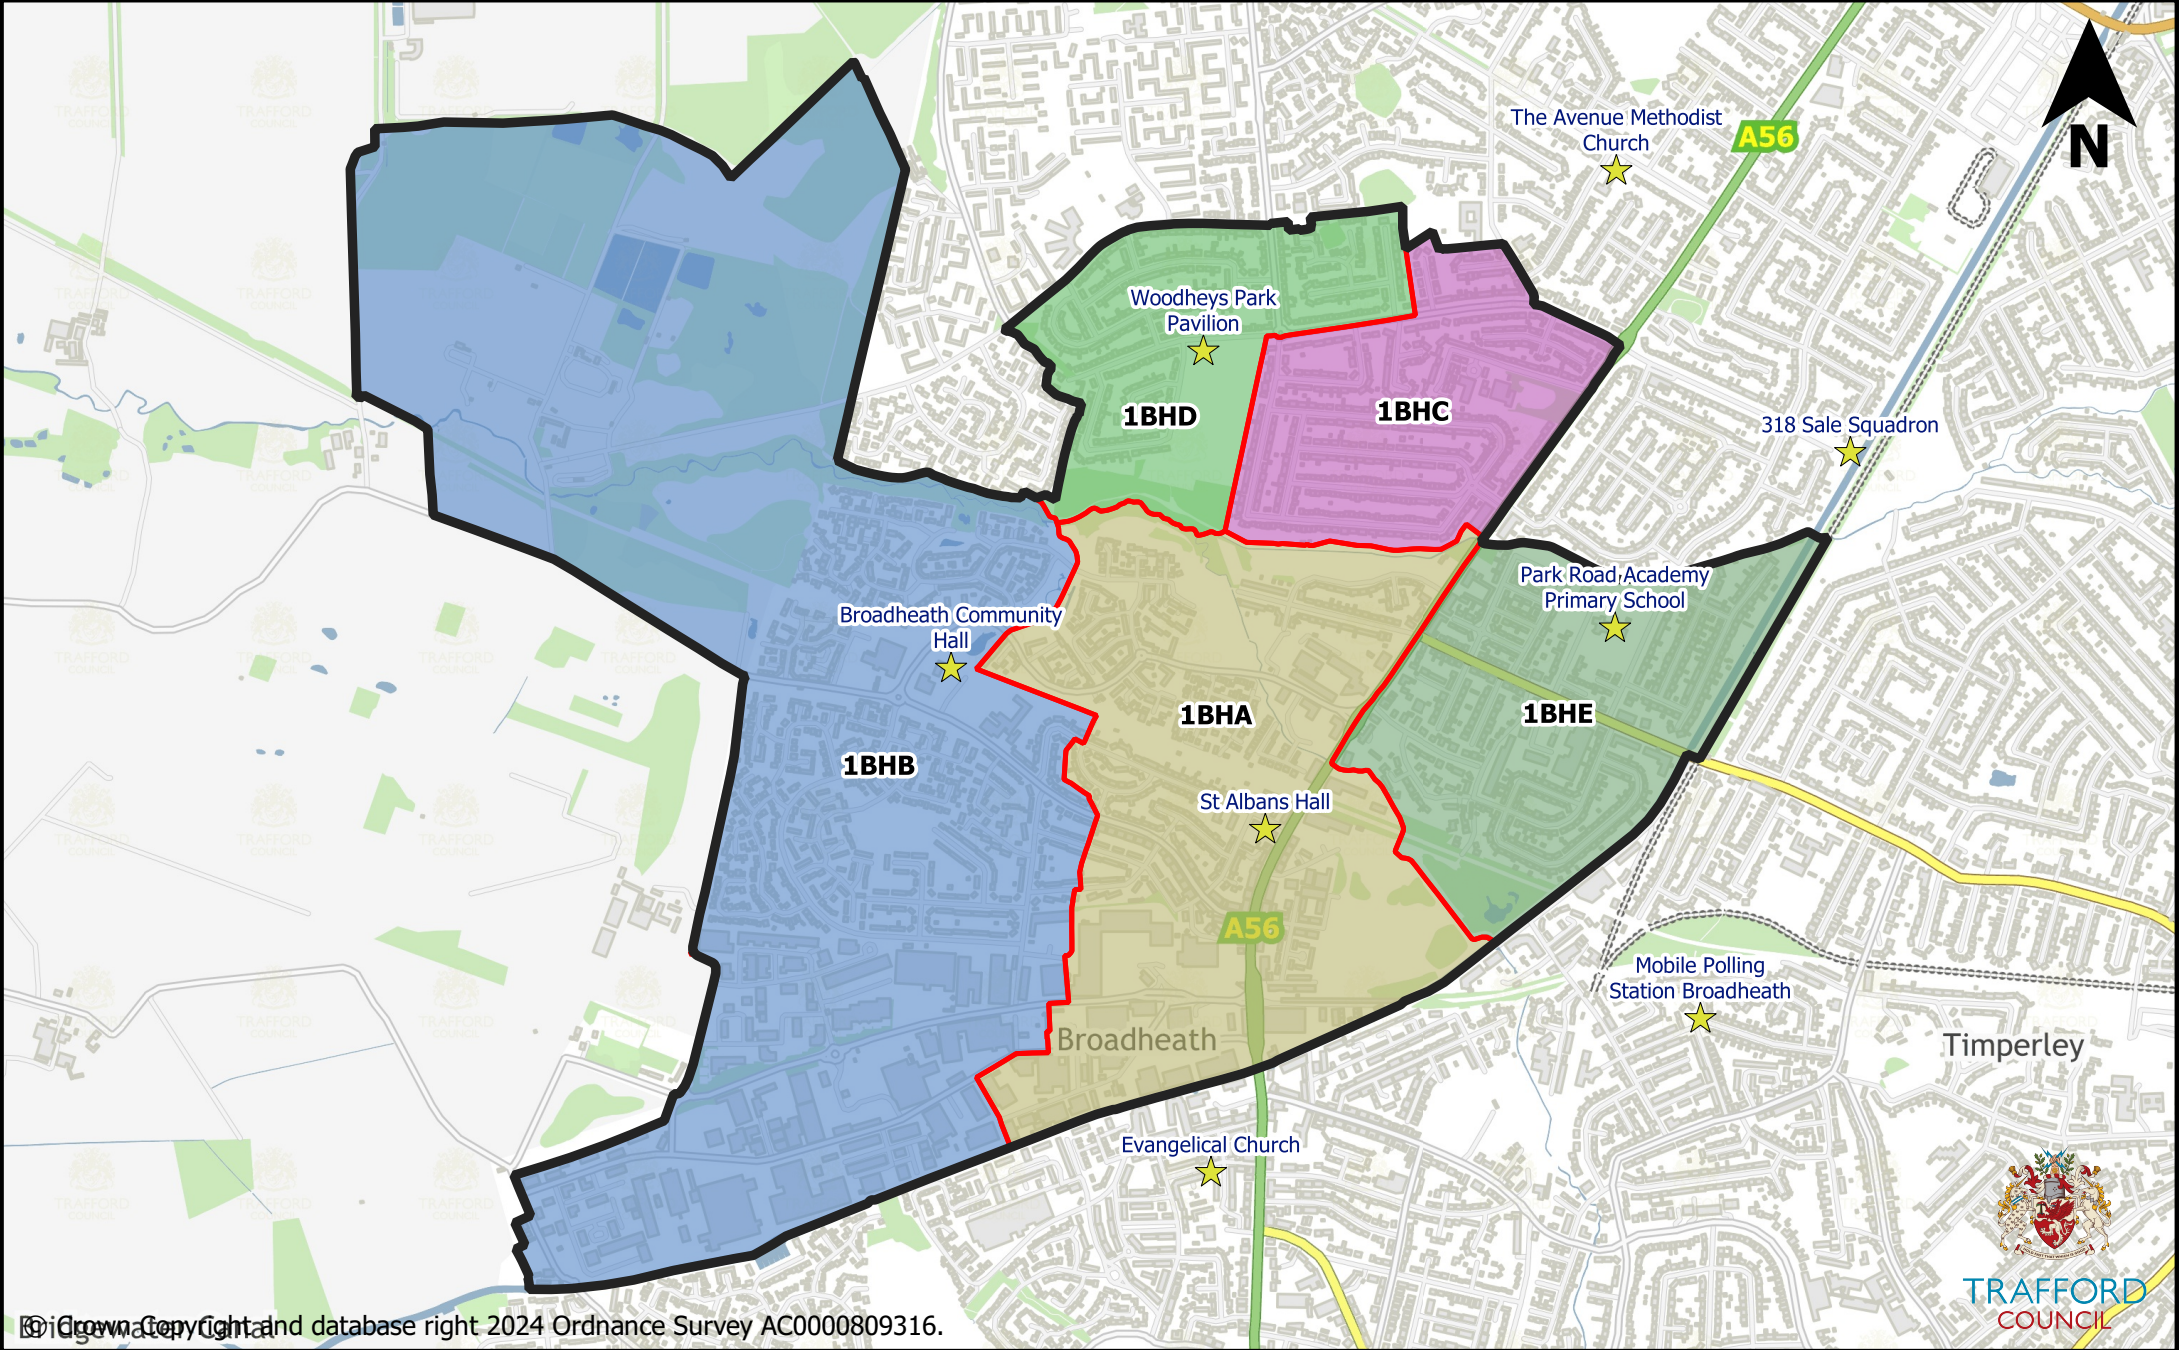 The Avenue Methodist
Church
A56
N
Woodheys Park
Pavilion
1BHD
1BHC
318 Sale Squadron
Park Road Academy
Primary School
Broadheath Community
Hall
1BHA
1BHE
1BHB
St Albans Hall
A56
Mobile Polling
Station Broadheath
Broadheath
Timperley
Evangelical Church
TRAFFORD
COUNCIL
Bridgewater Canal
© Crown Copyright and database right 2024 Ordnance Survey AC0000809316.